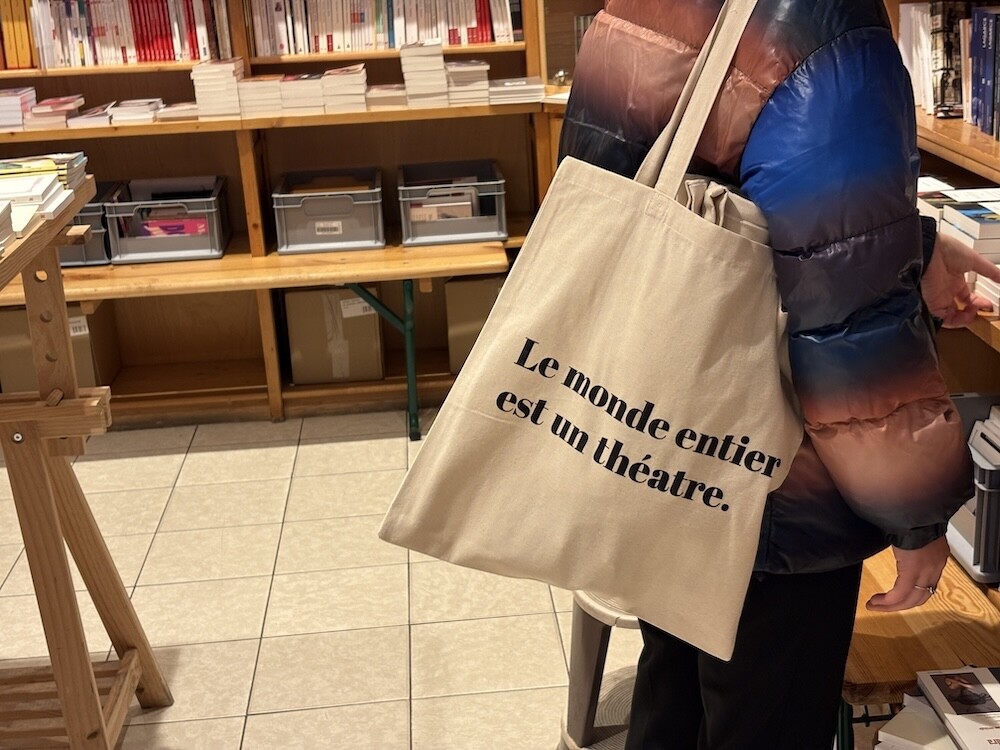 Le monde entier
est un théatre.